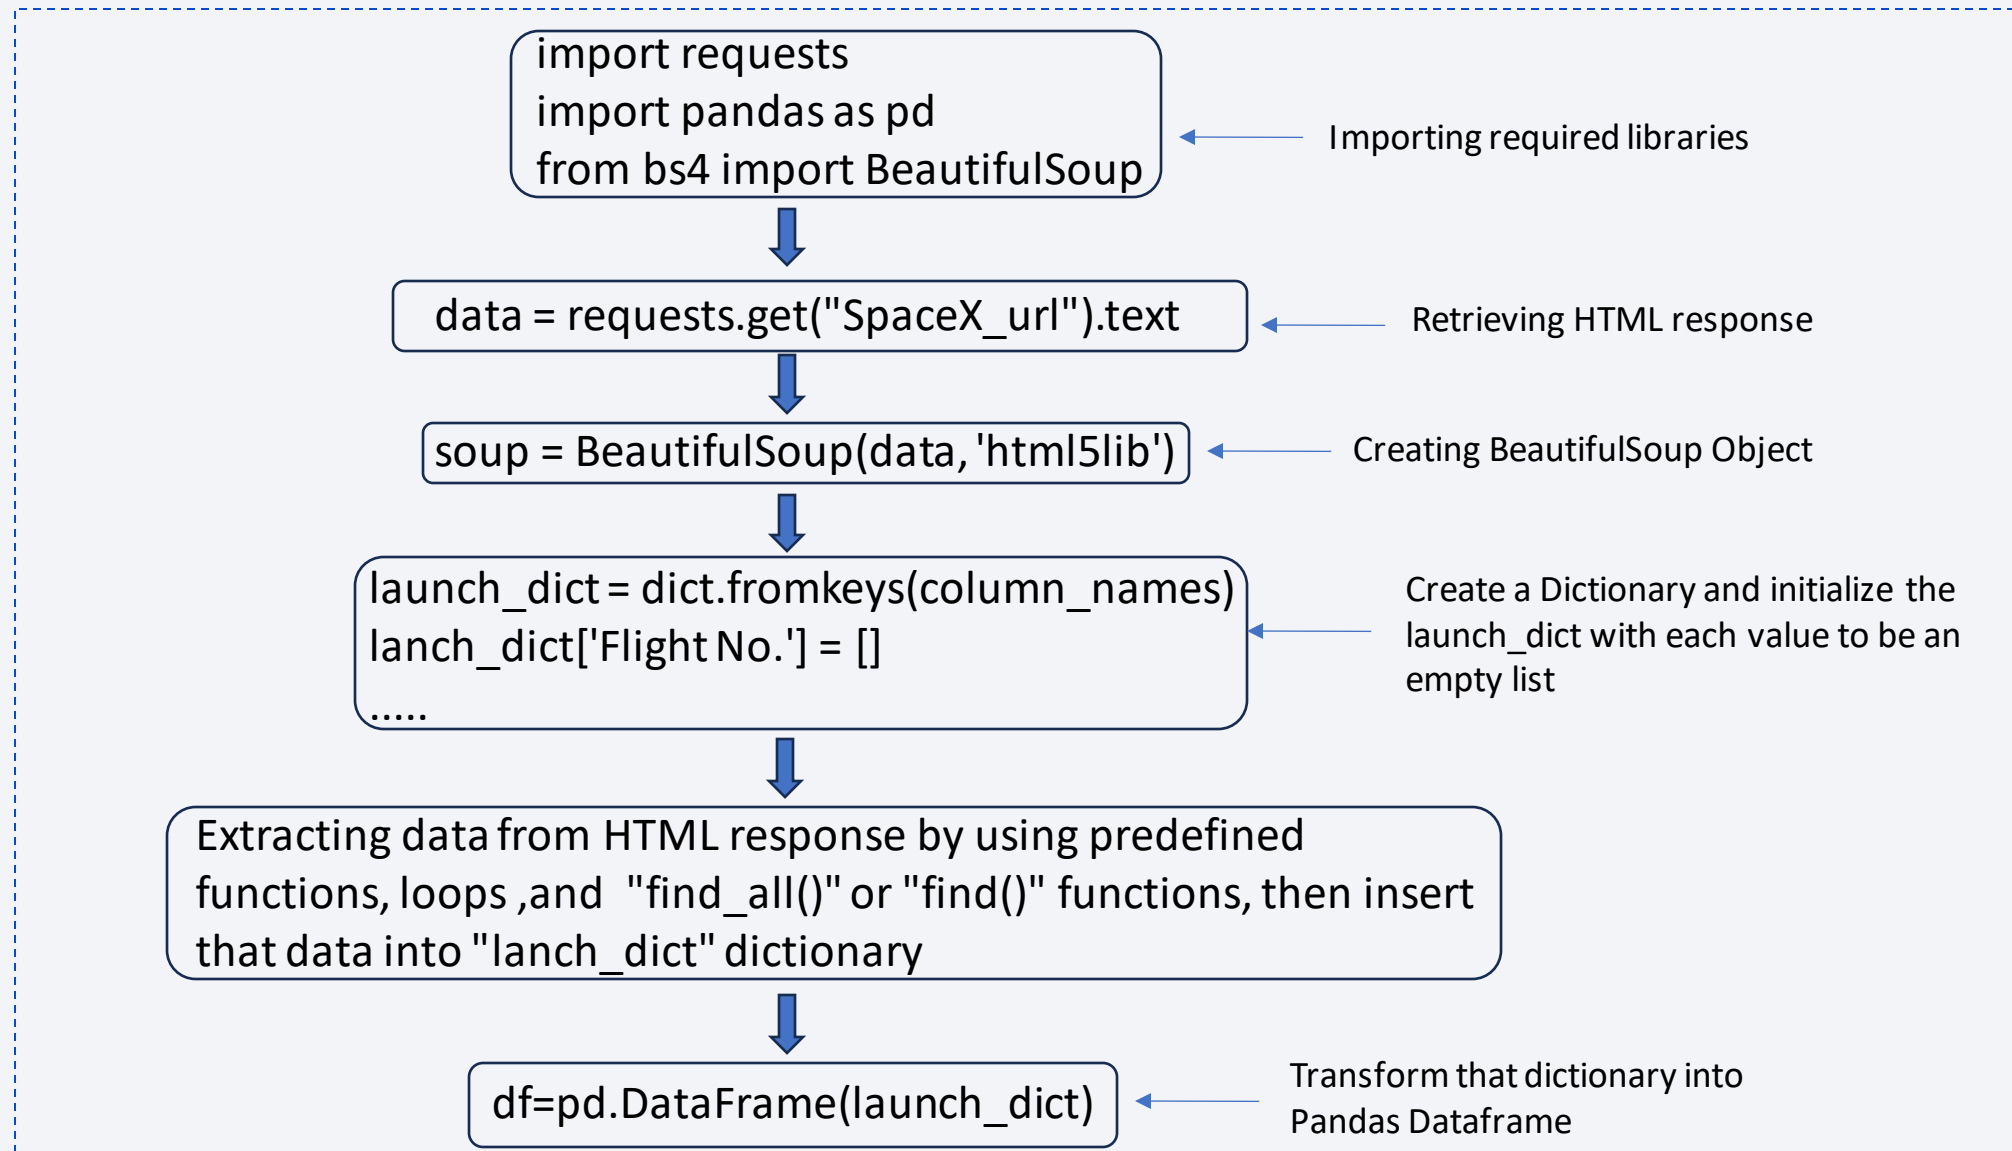 import requests
import pandas as pd
from bs4 import BeautifulSoup
Importing required libraries
data = requests.get("SpaceX_url").text
Retrieving HTML response
soup = BeautifulSoup(data, 'html5lib')
Creating BeautifulSoup Object
launch_dict = dict.fromkeys(column_names)
lanch_dict['Flight No.'] = []
.....
Create a Dictionary and initialize the
launch_dict with each value to be an
empty list
Extracting data from HTML response by using predefined
functions, loops ,and "find_all()" or "find()" functions, then insert
that data into "lanch_dict" dictionary
df=pd.DataFrame(launch_dict)
Transform that dictionary into
Pandas Dataframe